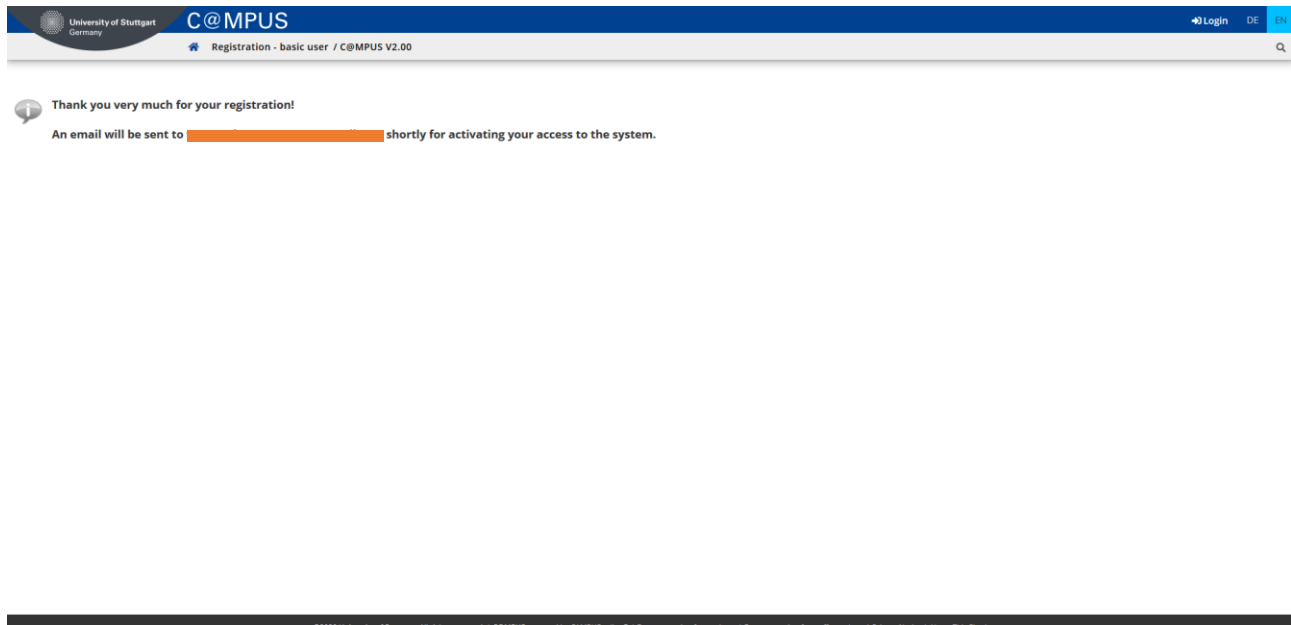 University of Stuttgart
Germany
C@MPUS
Login DE EN
Registration - basic user / C@MPUS V2.00
Thank you very much for your registration!
An email will be sent to shortly for activating your access to the system.